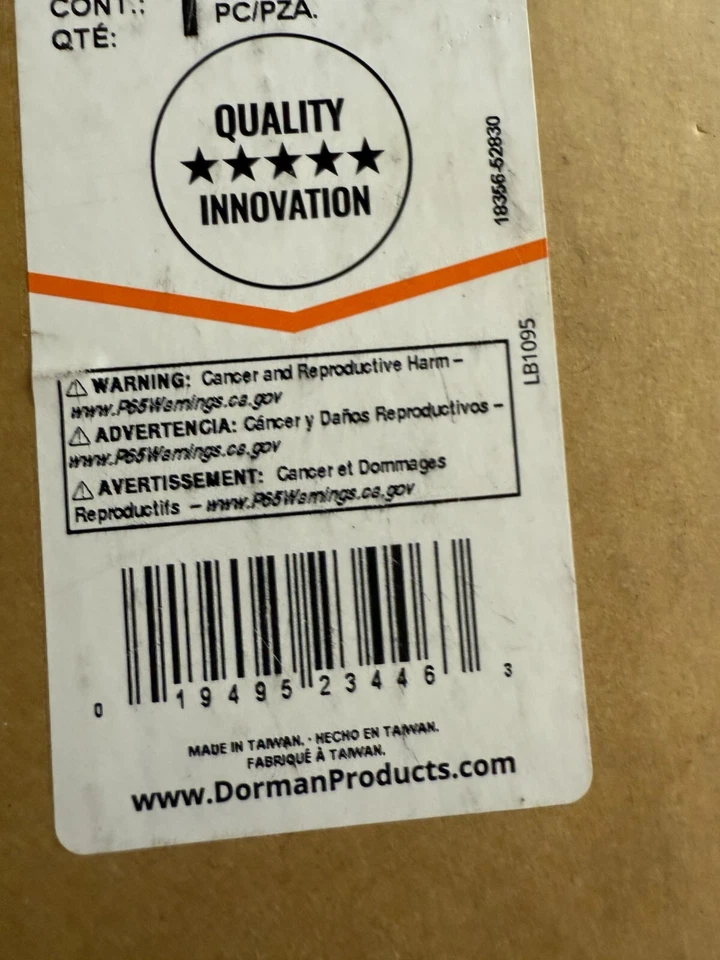 CONT.:
PC/PZA.
QTÉ:
QUALITY
INNOVATION
18356-52830
LB1095
WARNING: Cancer and Reproductive Harm –
www.P65Warnings.ca.gov
ADVERTENCIA: Cáncer y Daños Reproductivos –
www.P65Warnings.ca.gov
AVERTISSEMENT: Cancer et Dommages
Reproductifs – www.P65Warnings.ca.gov
0 19495 23446 3
MADE IN TAIWAN. · HECHO EN TAIWAN.
FABRIQUÉ À TAIWAN.
www.DormanProducts.com